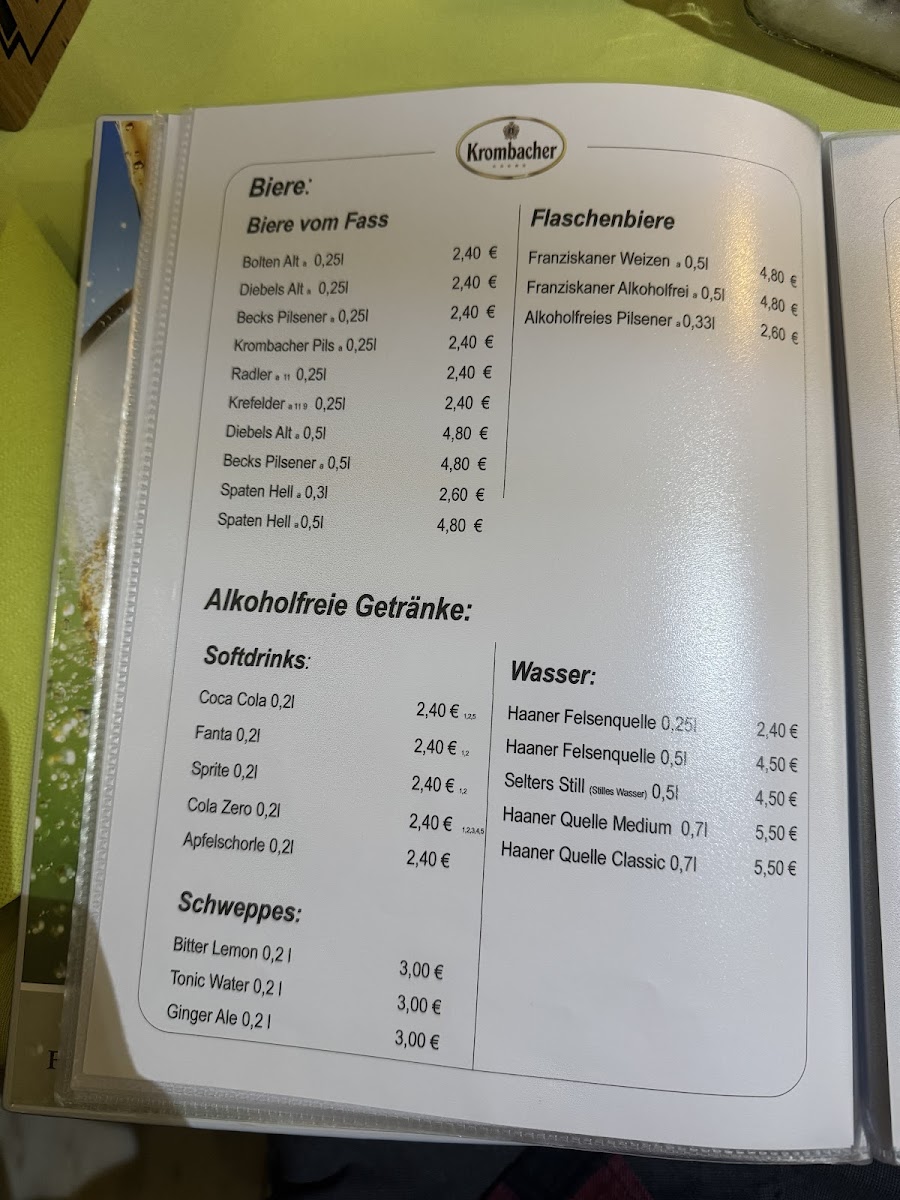 Krombacher
Biere:
Biere vom Fass
Bolten Alt a 0,25l 2,40 €
Diebels Alt a 0,25l 2,40 €
Becks Pilsener a 0,25l 2,40 €
Krombacher Pils a 0,25l 2,40 €
Radler a 11 0,25l 2,40 €
Krefelder a 11 9 0,25l 2,40 €
Diebels Alt a 0,5l 4,80 €
Becks Pilsener a 0,5l 4,80 €
Spaten Hell a 0,3l 2,60 €
Spaten Hell a 0,5l 4,80 €
Flaschenbiere
Franziskaner Weizen a 0,5l 4,80 €
Franziskaner Alkoholfrei a 0,5l 4,80 €
Alkoholfreies Pilsener a 0,33l 2,60 €
Alkoholfreie Getränke:
Softdrinks:
Coca Cola 0,2l 2,40 € 1,2,5
Fanta 0,2l 2,40 € 1,2
Sprite 0,2l 2,40 € 1,2
Cola Zero 0,2l 2,40 € 1,2,3,4,5
Apfelschorle 0,2l 2,40 €
Schweppes:
Bitter Lemon 0,2 l 3,00 €
Tonic Water 0,2 l 3,00 €
Ginger Ale 0,2 l 3,00 €
Wasser:
Haaner Felsenquelle 0,25l 2,40 €
Haaner Felsenquelle 0,5l 4,50 €
Selters Still (Stilles Wasser) 0,5l 4,50 €
Haaner Quelle Medium 0,7l 5,50 €
Haaner Quelle Classic 0,7l 5,50 €